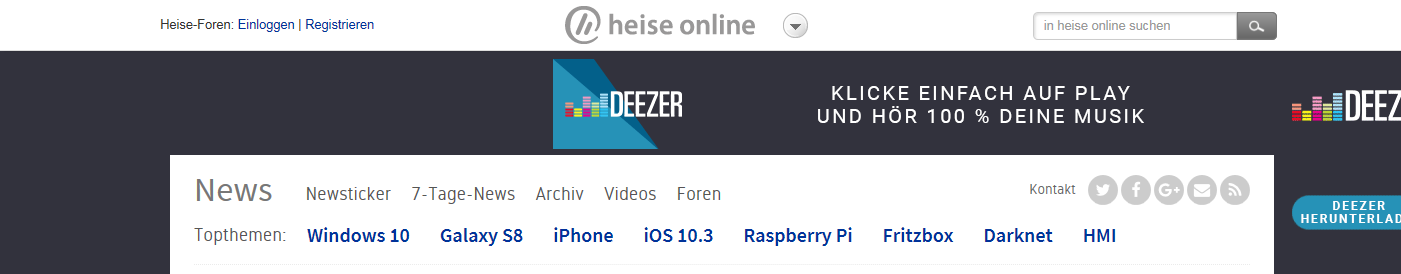 Heise-Foren: Einloggen | Registrieren
heise online
in heise online suchen
DEEZER
KLICKE EINFACH AUF PLAY
UND HÖR 100 % DEINE MUSIK
DEEZ
News Newsticker 7-Tage-News Archiv Videos Foren Kontakt
DEEZER
HERUNTERLAD
Topthemen: Windows 10 Galaxy S8 iPhone iOS 10.3 Raspberry Pi Fritzbox Darknet HMI